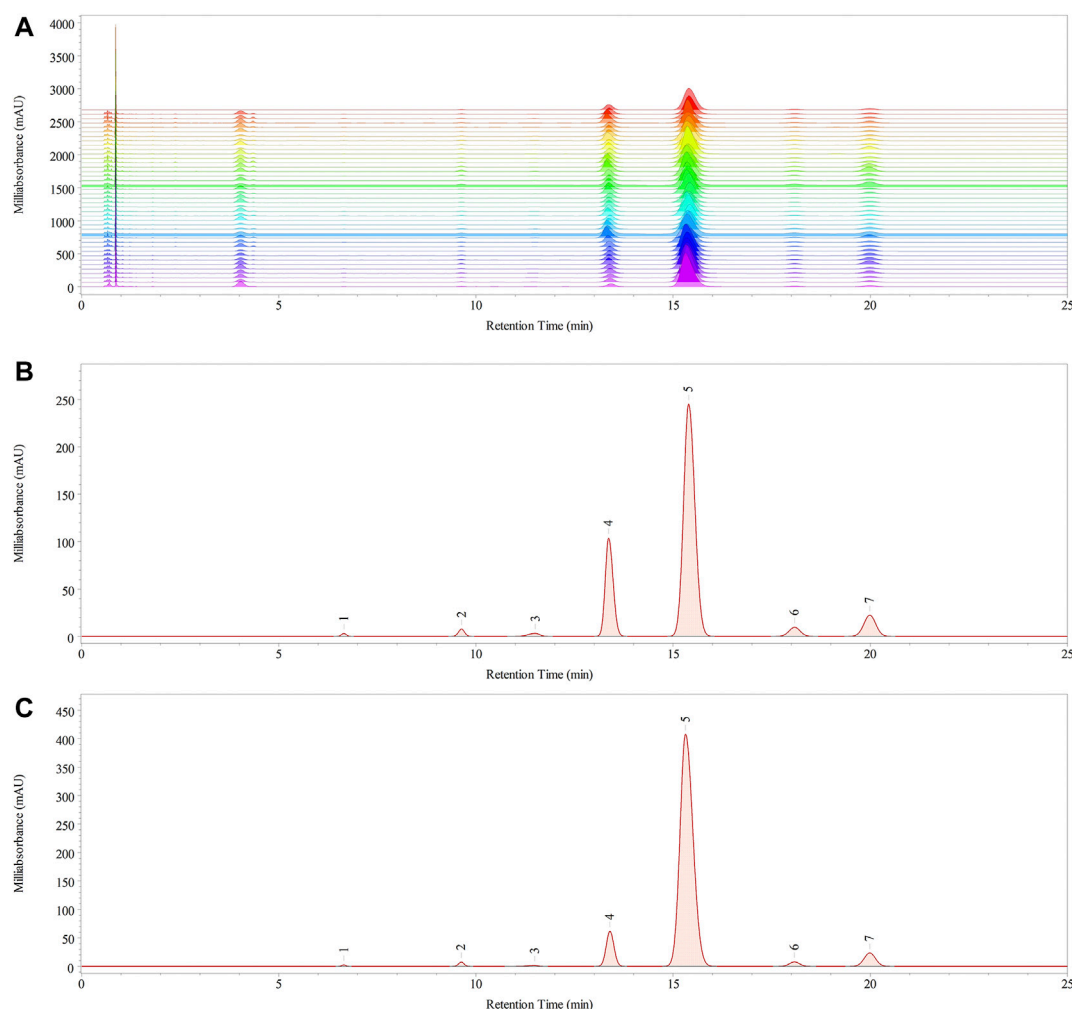 A
Milliabsorbance (mAU)
4000
3500
3000
2500
2000
1500
1000
500
0
0 5 10 15 20 25
Retention Time (min)
B
Milliabsorbance (mAU)
250
200
150
100
50
0
1 2 3 4 5 6 7
0 5 10 15 20 25
Retention Time (min)
C
Milliabsorbance (mAU)
450
400
350
300
250
200
150
100
50
0
1 2 3 4 5 6 7
0 5 10 15 20 25
Retention Time (min)